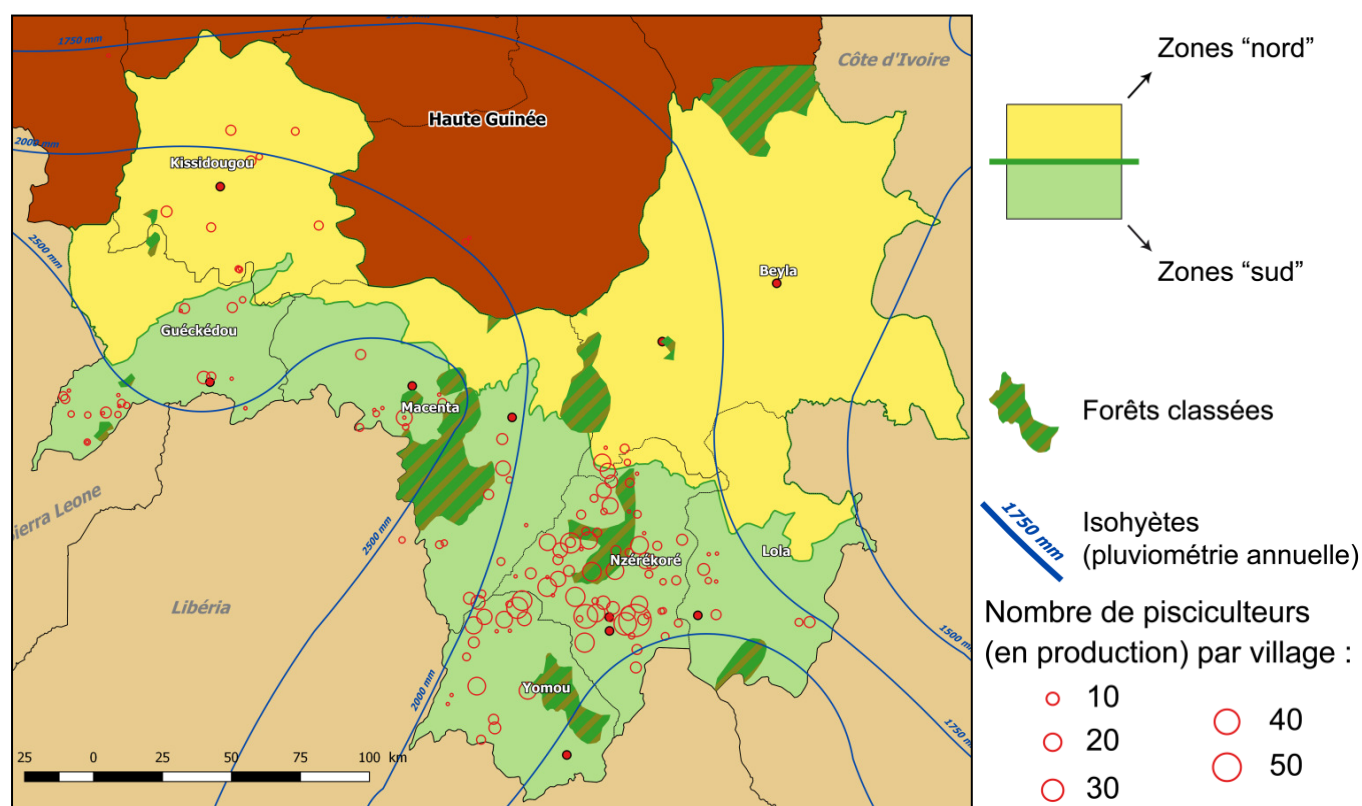 1750 mm
Côte d'Ivoire
Haute Guinée
2000 mm
Kissidougou
2500 mm
Beyla
Guéckédou
Macenta
Sierra Leone
2500 mm
Nzérékoré
Lola
Libéria
1500 mm
2000 mm
Yomou
1750 mm
25 0 25 50 75 100 km
Zones “nord”
Zones “sud”
Forêts classées
1750 mm
Isohyètes
(pluviométrie annuelle)
Nombre de pisciculteurs
(en production) par village :
10
20
30
40
50